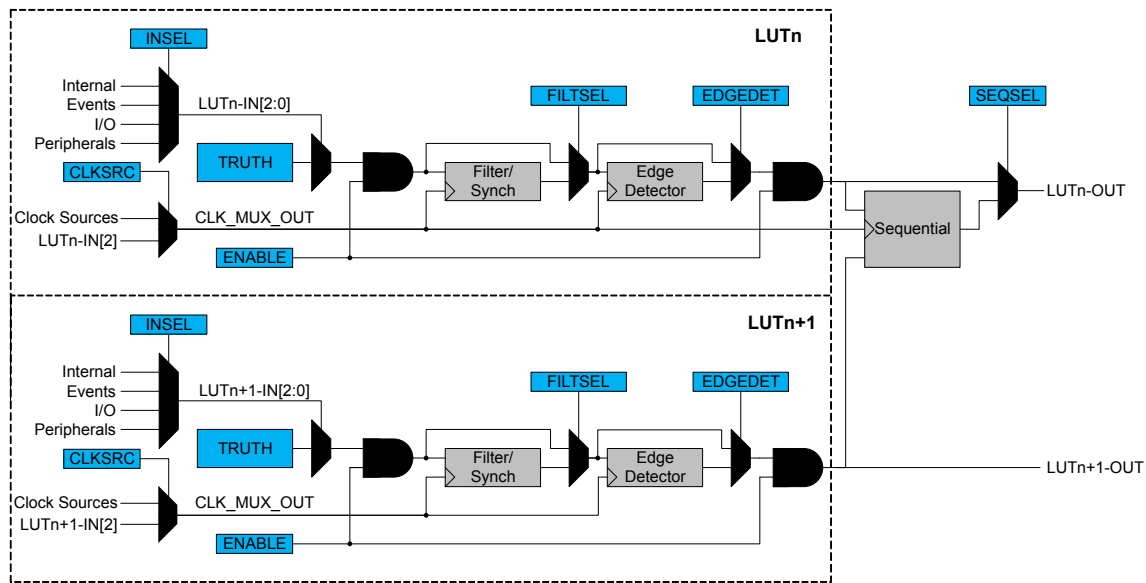 LUTn
INSEL
Internal
Events
I/O
Peripherals
LUTn-IN[2:0]
FILTSEL
EDGEDET
SEQSEL
TRUTH
CLKSRC
Filter/
Synch
Edge
Detector
LUTn-OUT
Clock Sources
LUTn-IN[2]
CLK_MUX_OUT
Sequential
ENABLE
LUTn+1
INSEL
Internal
Events
I/O
Peripherals
LUTn+1-IN[2:0]
FILTSEL
EDGEDET
TRUTH
CLKSRC
Filter/
Synch
Edge
Detector
LUTn+1-OUT
Clock Sources
LUTn+1-IN[2]
CLK_MUX_OUT
ENABLE